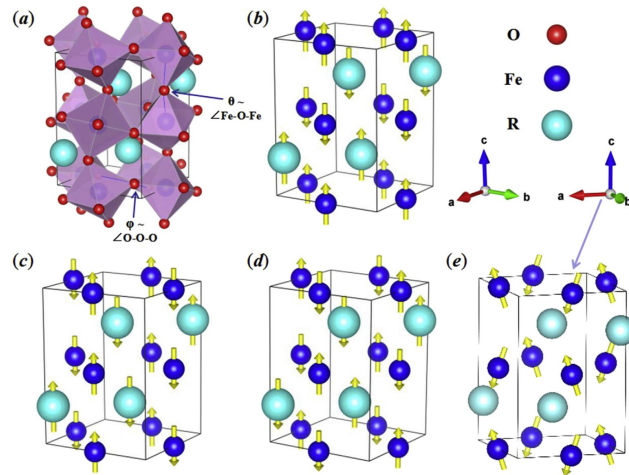 (a)
θ ~
∠Fe-O-Fe
φ ~
∠O-O-O
(b)
O
Fe
R
c
a
b
c
a
b
(c)
(d)
(e)